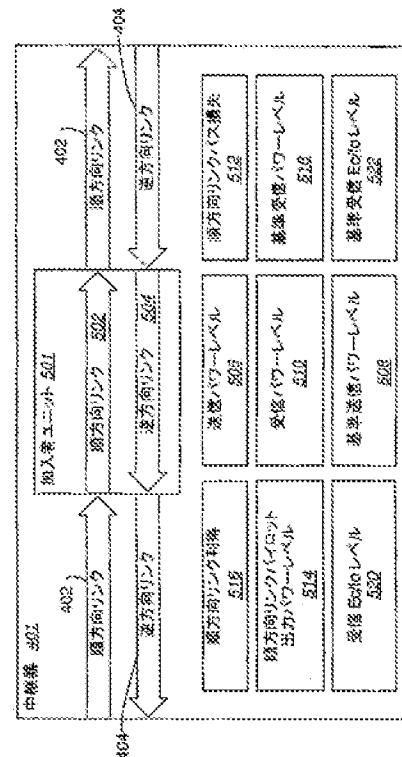 中継器 401
加入者ユニット 501
402
順方向リンク
順方向リンク 502
順方向リンク
402
404
逆方向リンク
逆方向リンク 504
逆方向リンク
404
順方向リンク利得
516
送信パワーレベル
506
順方向リンクパス損失
512
順方向リンクパイロット
出力パワーレベル
514
受信パワーレベル
510
基準受信パワーレベル
518
受信 Ec/Io レベル
520
基準送信パワーレベル
508
基準受信 Ec/Io レベル
522